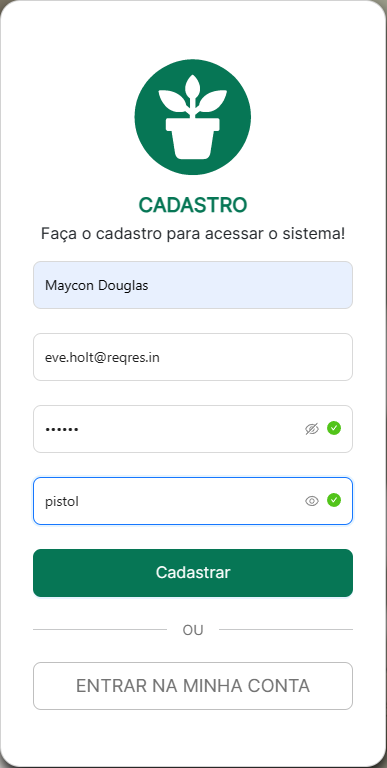 CADASTRO
Faça o cadastro para acessar o sistema!
Maycon Douglas
eve.holt@reqres.in
••••••
pistol
Cadastrar
OU
ENTRAR NA MINHA CONTA